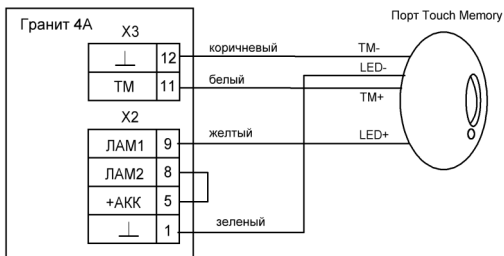 Порт Touch Memory
Гранит 4А
X3
12 коричневый TM-
LED-
ТМ 11 белый
TM+
X2
ЛАМ1 9 желтый LED+
ЛАМ2 8
+АКК 5
1 зеленый